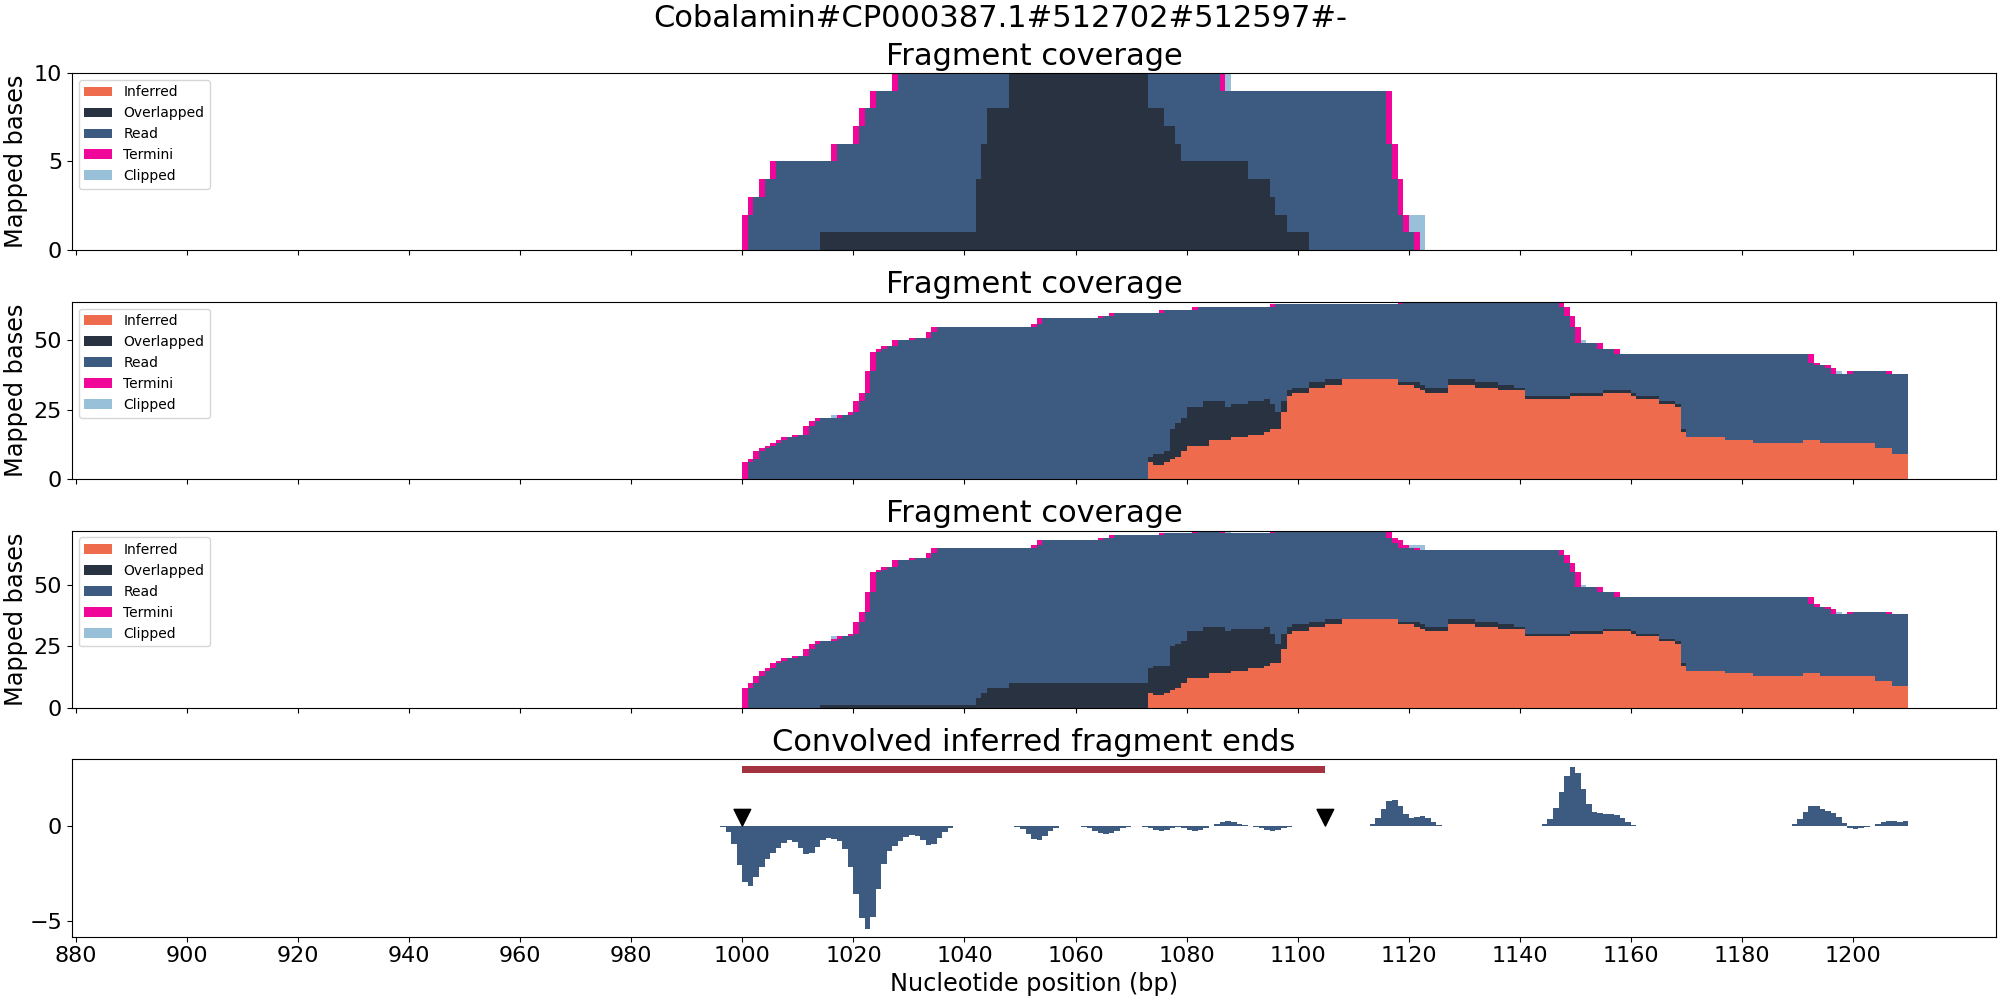 Cobalamin#CP000387.1#512702#512597#-
Fragment coverage
Mapped bases
10
5
0
Inferred
Overlapped
Read
Termini
Clipped
Fragment coverage
Mapped bases
50
25
0
Inferred
Overlapped
Read
Termini
Clipped
Fragment coverage
Mapped bases
50
25
0
Inferred
Overlapped
Read
Termini
Clipped
Convolved inferred fragment ends
0
−5
880 900 920 940 960 980 1000 1020 1040 1060 1080 1100 1120 1140 1160 1180 1200
Nucleotide position (bp)